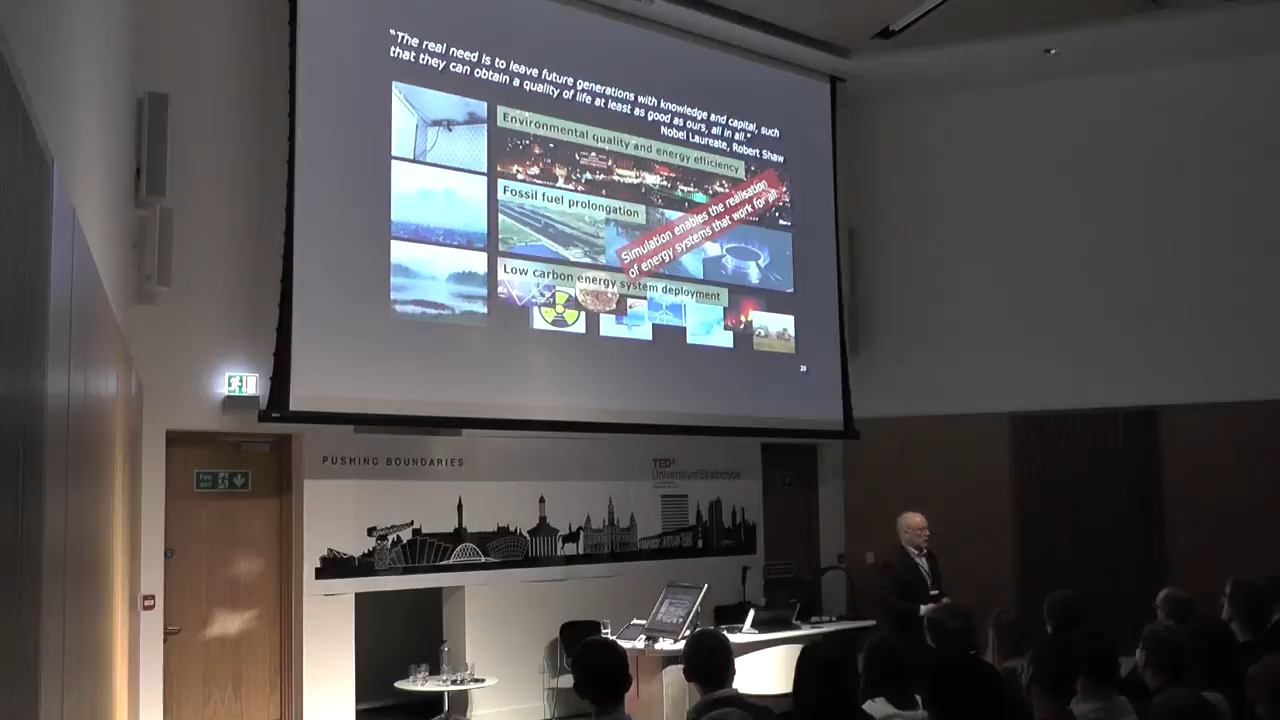 “The real need is to leave future generations with knowledge and capital, such
that they can obtain a quality of life at least as good as ours, all in all.”
Nobel Laureate, Robert Shaw
Environmental quality and energy efficiency
Fossil fuel prolongation
Simulation enables the realisation
of energy systems that work for all.
Low carbon energy system deployment
20
Fire
exit
PUSHING BOUNDARIES
TEDx
UniversityofStrathclyde